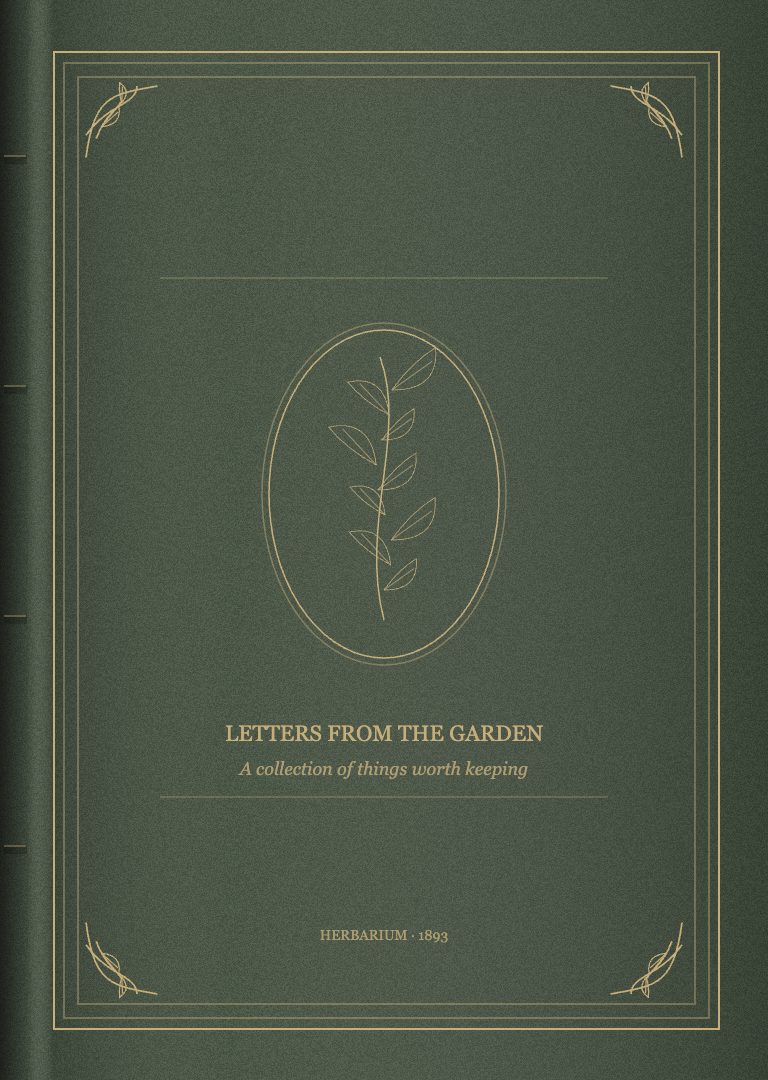 LETTERS FROM THE GARDEN
A collection of things worth keeping
HERBARIUM · 1893